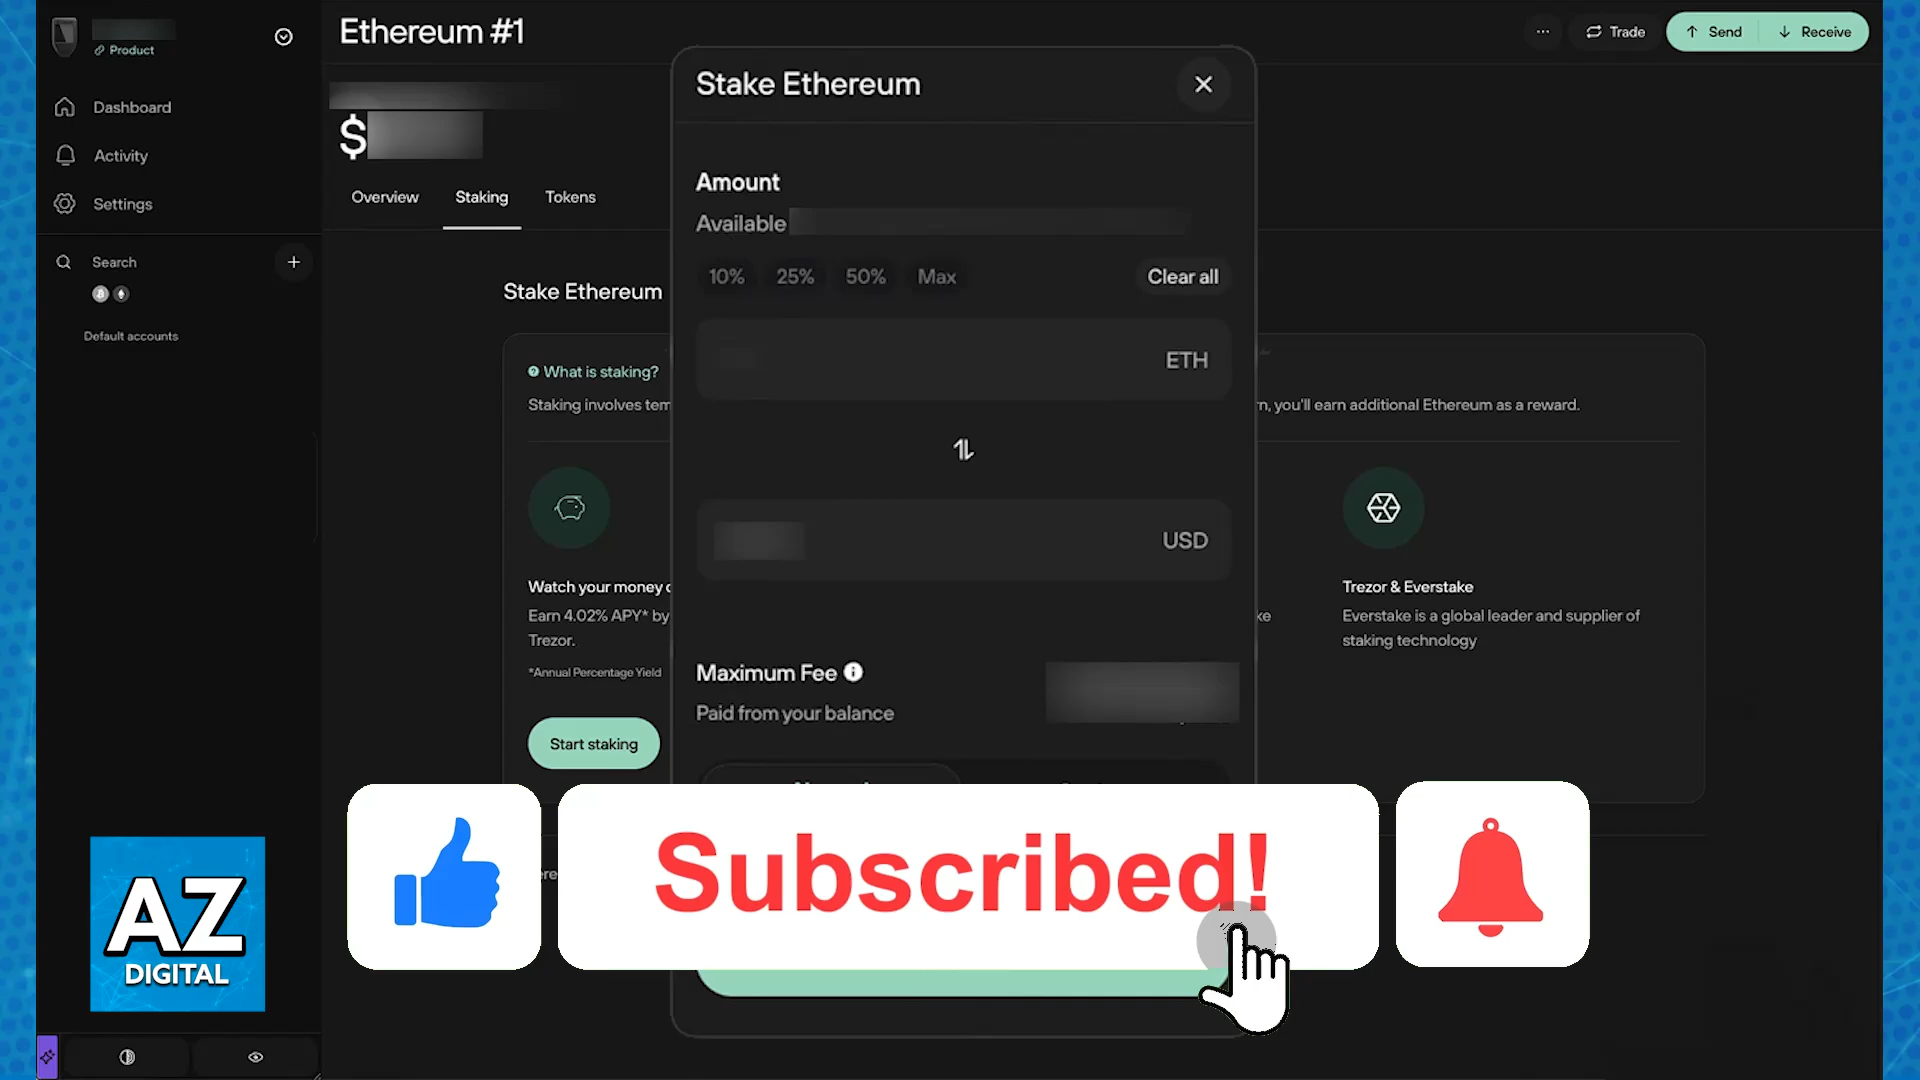 Product
Dashboard
Activity
Settings
Search
Default accounts
AZ
DIGITAL
Ethereum #1
Trade
Send
Receive
$
Overview
Staking
Tokens
Stake Ethereum
What is staking?
Staking involves
n, you'll earn additional Ethereum as a reward.
Watch your money
Earn 4.02% APY* by
Trezor.
*Annual Percentage Yield
Start staking
Trezor & Everstake
Everstake is a global leader and supplier of
staking technology
Stake Ethereum
Amount
Available
10%
25%
50%
Max
Clear all
ETH
USD
Maximum Fee
Paid from your balance
Subscribed!